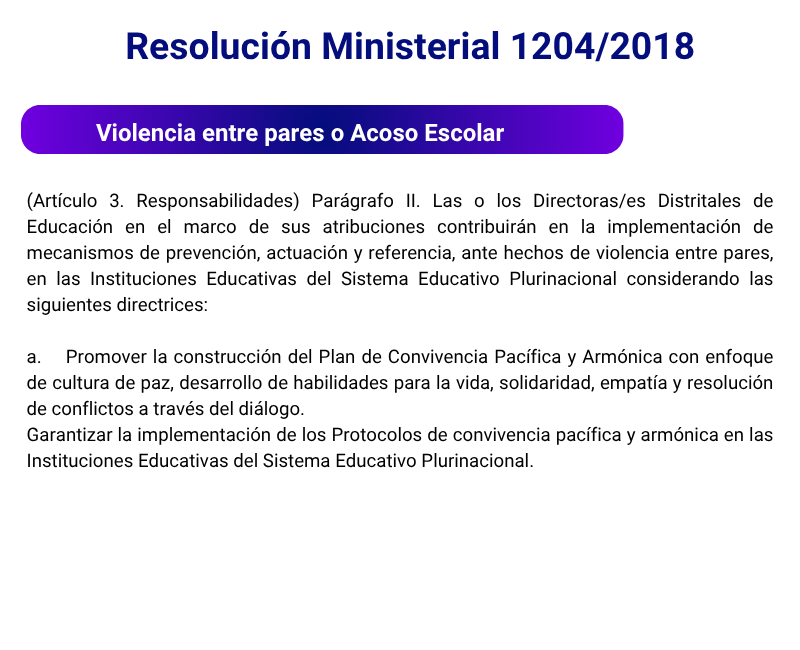 Resolución Ministerial 1204/2018
Violencia entre pares o Acoso Escolar
(Artículo 3. Responsabilidades) Parágrafo II. Las o los Directoras/es Distritales de
Educación en el marco de sus atribuciones contribuirán en la implementación de
mecanismos de prevención, actuación y referencia, ante hechos de violencia entre pares,
en las Instituciones Educativas del Sistema Educativo Plurinacional considerando las
siguientes directrices:
a. Promover la construcción del Plan de Convivencia Pacífica y Armónica con enfoque
de cultura de paz, desarrollo de habilidades para la vida, solidaridad, empatía y resolución
de conflictos a través del diálogo.
Garantizar la implementación de los Protocolos de convivencia pacífica y armónica en las
Instituciones Educativas del Sistema Educativo Plurinacional.